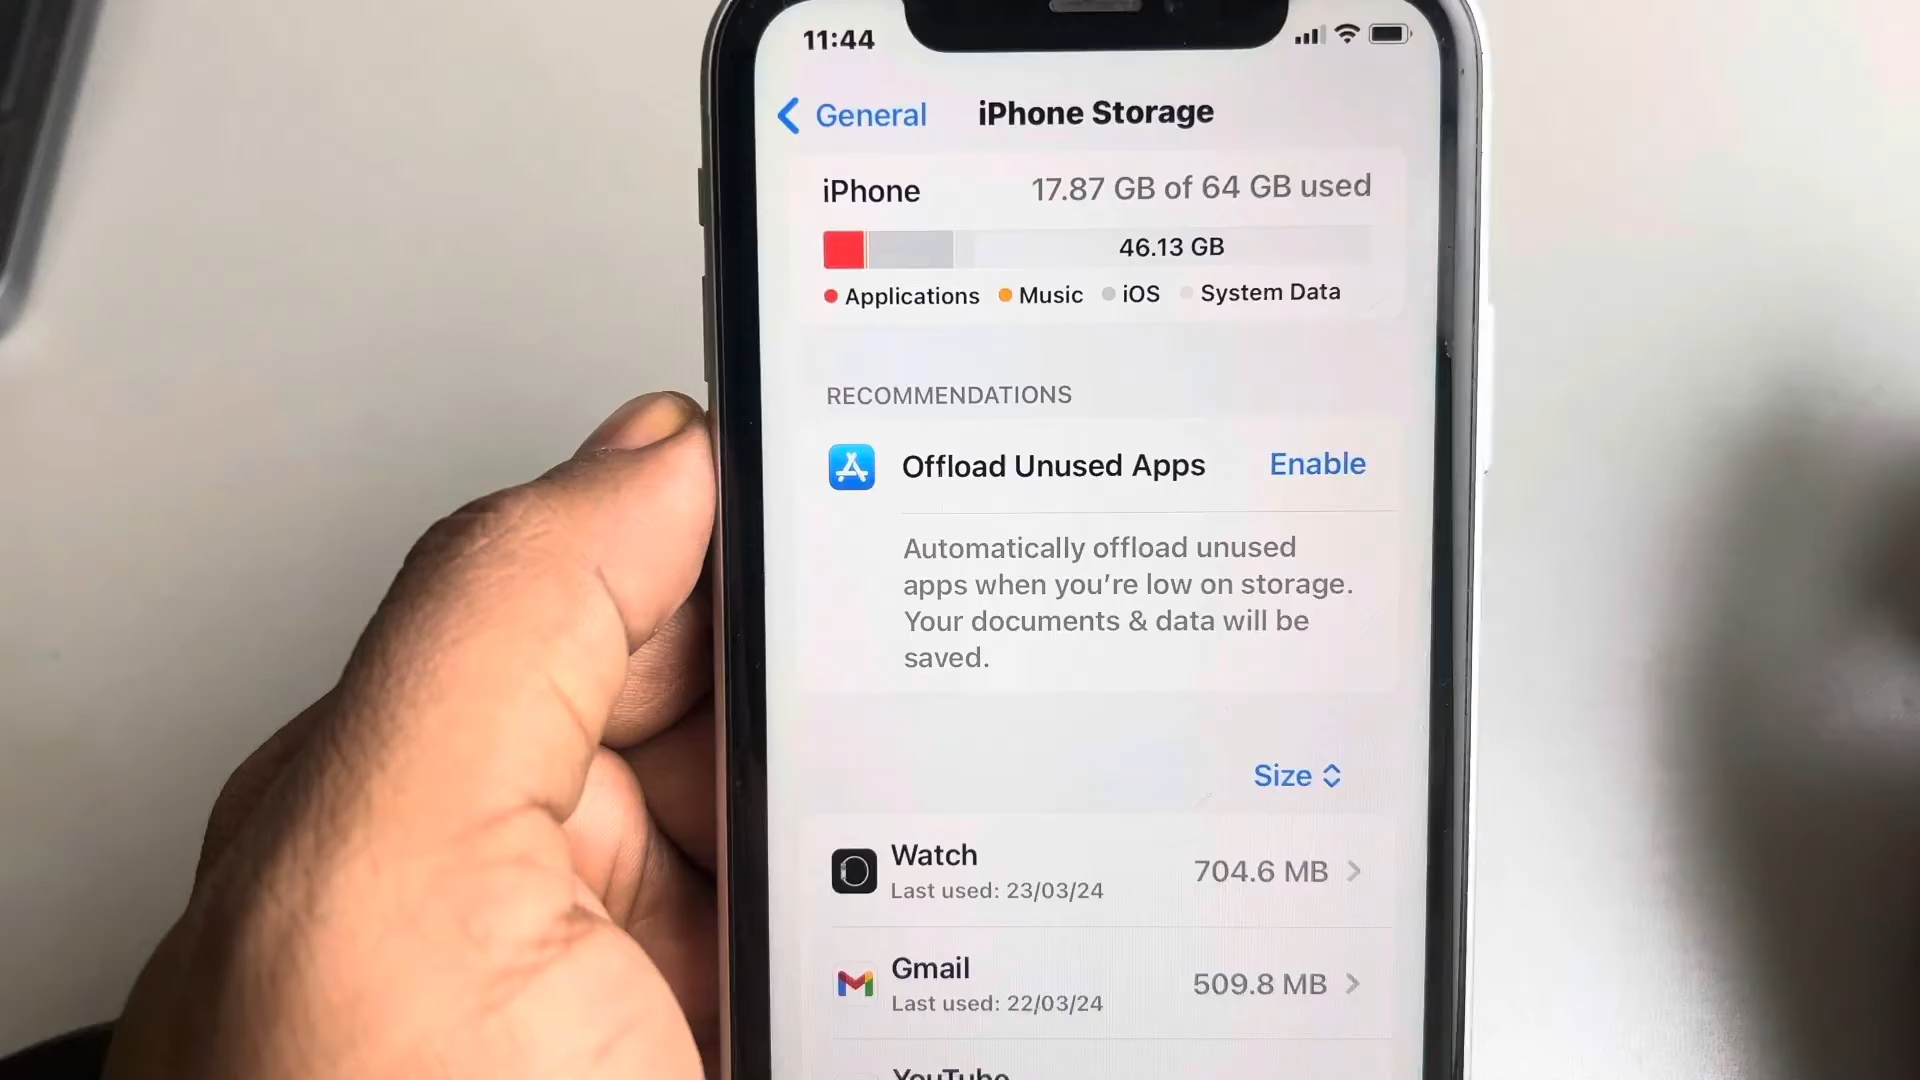 11:44
General
iPhone Storage
iPhone
17.87 GB of 64 GB used
46.13 GB
Applications
Music
iOS
System Data
RECOMMENDATIONS
Offload Unused Apps
Enable
Automatically offload unused
apps when you're low on storage.
Your documents & data will be
saved.
Size
Watch
Last used: 23/03/24
704.6 MB
Gmail
Last used: 22/03/24
509.8 MB
YouTube